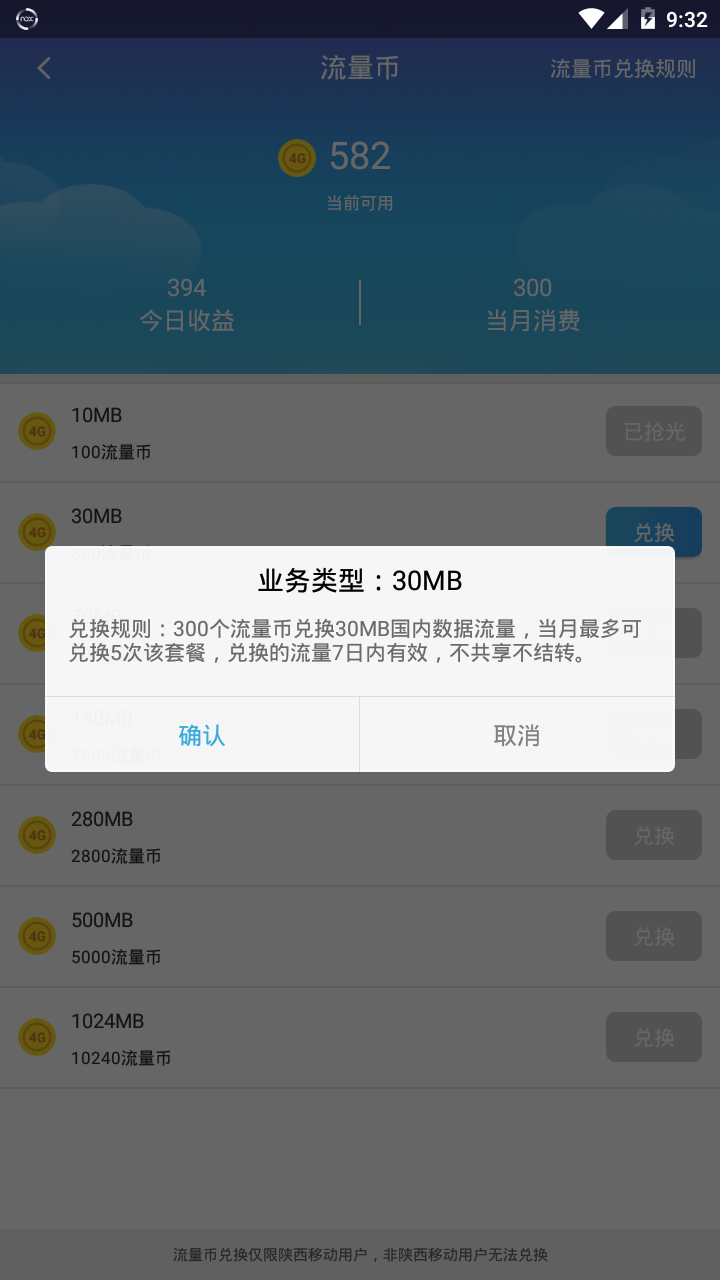 9:32
流量币
流量币兑换规则
4G
582
当前可用
394
300
今日收益
当月消费
4G
10MB
100流量币
已抢光
4G
30MB
300流量币
兑换
业务类型：30MB
兑换规则：300个流量币兑换30MB国内数据流量，当月最多可
兑换5次该套餐，兑换的流量7日内有效，不共享不结转。
4G
4G
150MB
1500流量币
确认
取消
4G
280MB
2800流量币
兑换
4G
500MB
5000流量币
兑换
4G
1024MB
10240流量币
兑换
流量币兑换仅限陕西移动用户，非陕西移动用户无法兑换